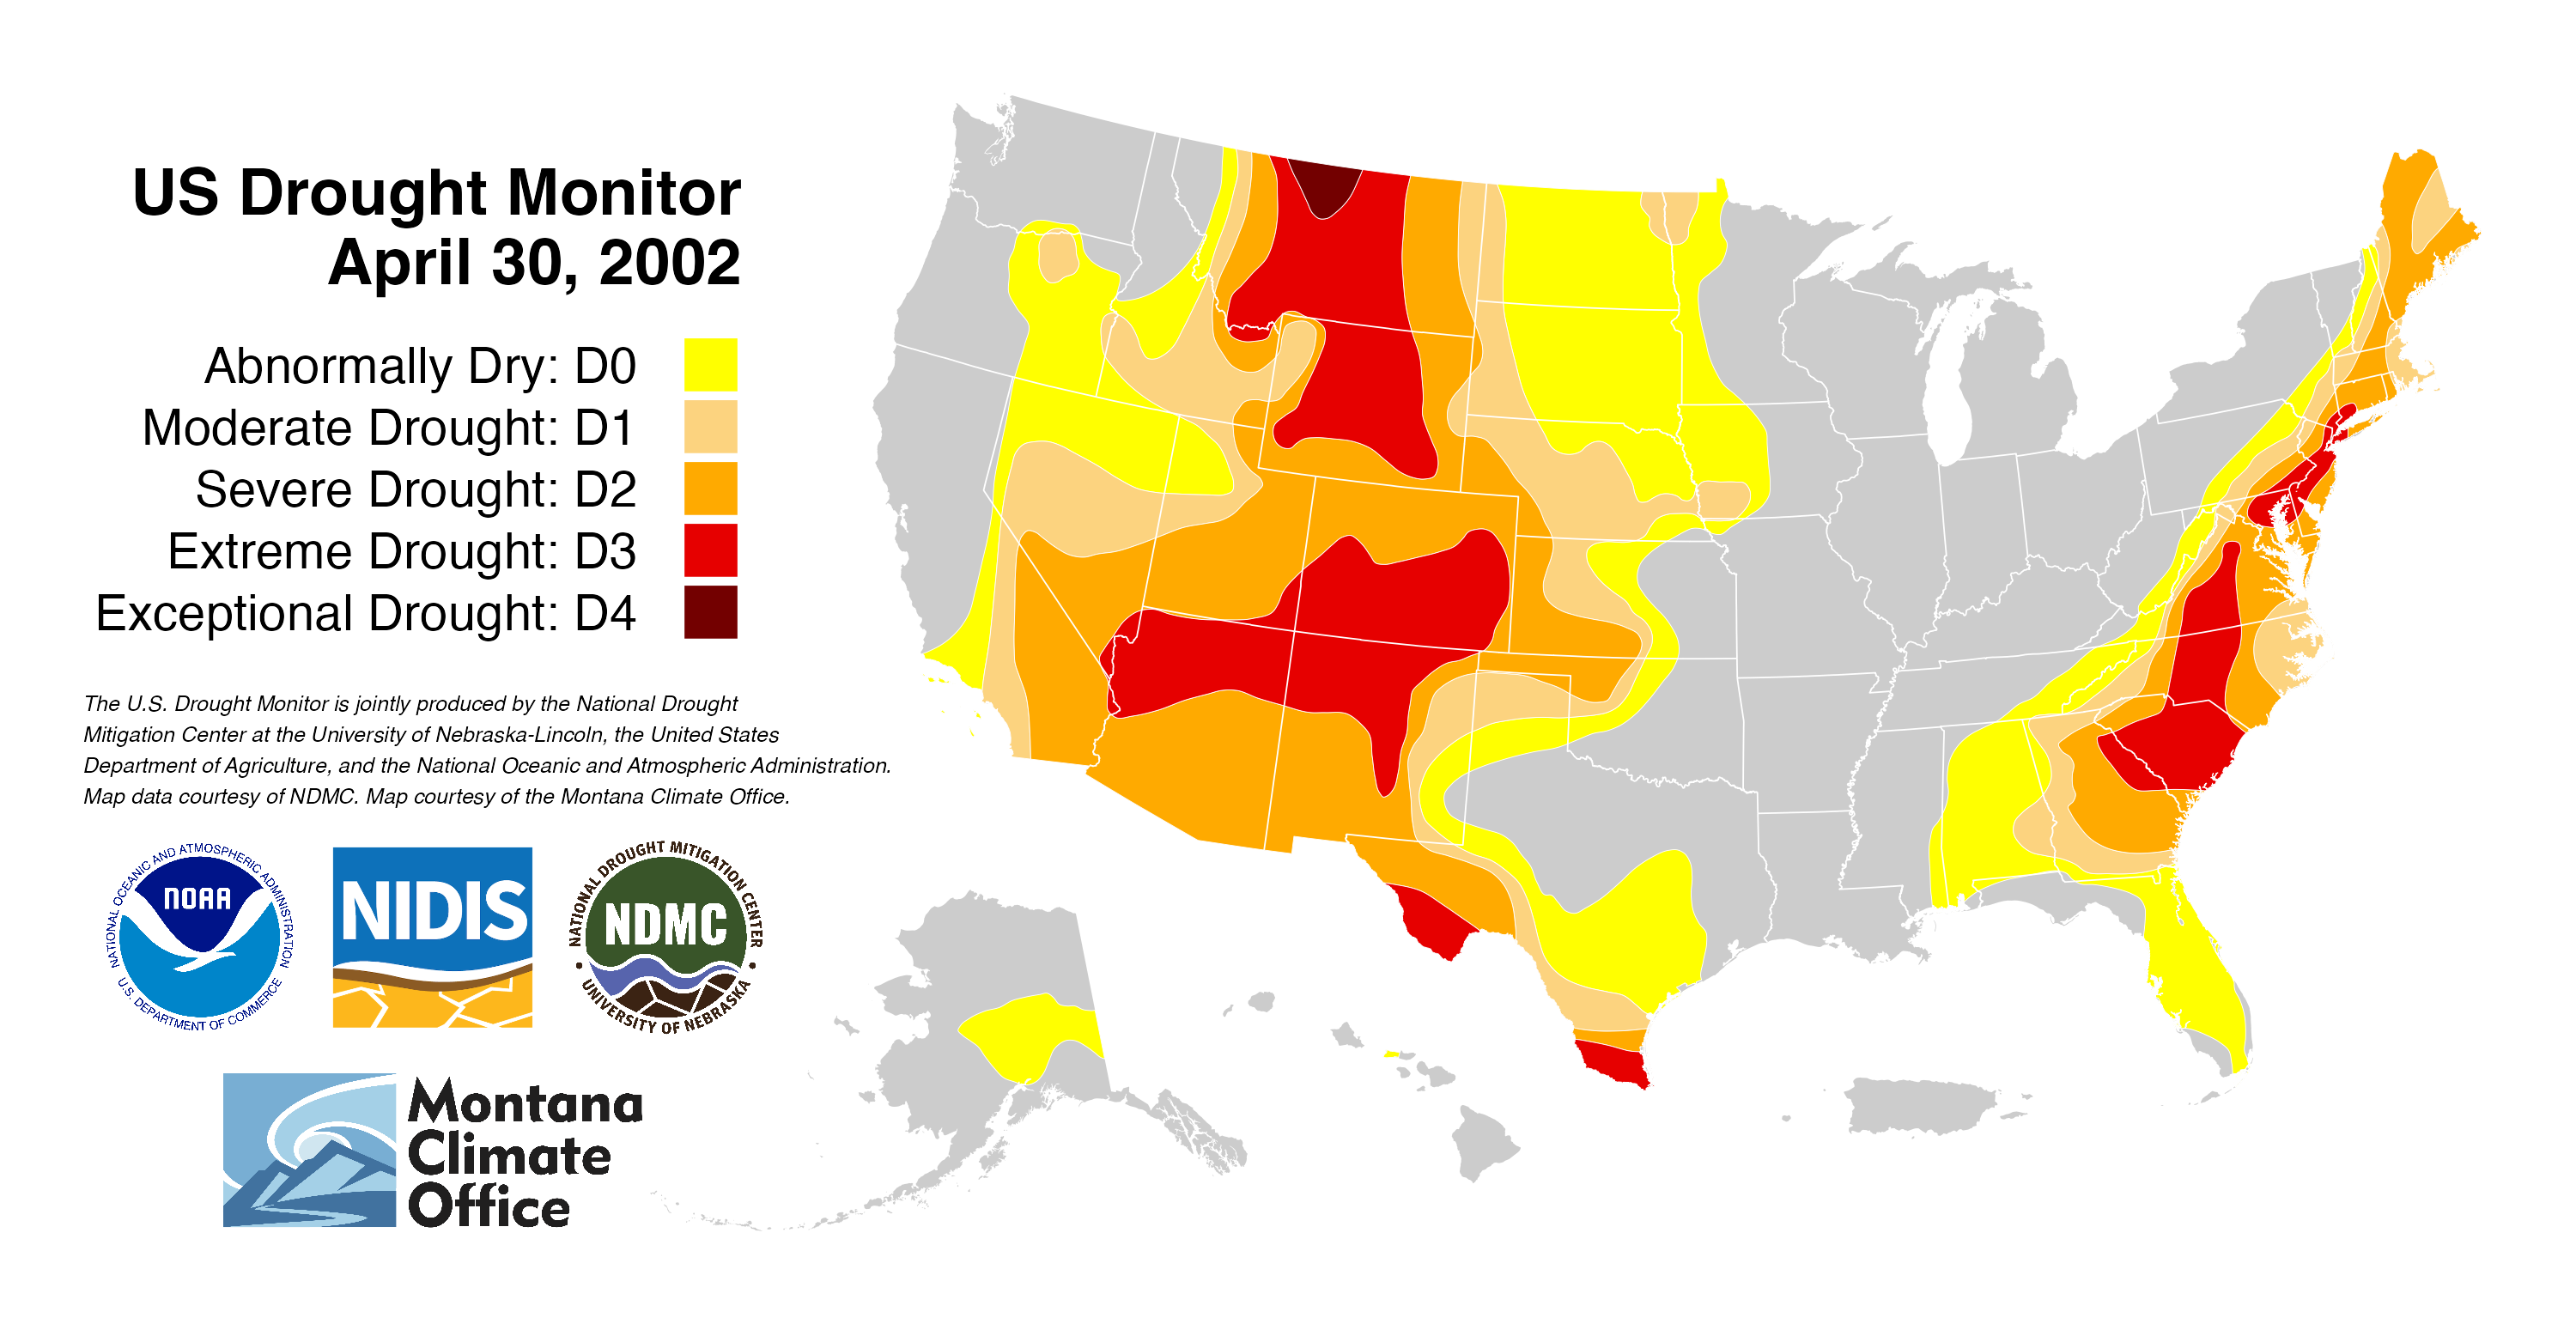 US Drought Monitor
April 30, 2002
Abnormally Dry: D0
Moderate Drought: D1
Severe Drought: D2
Extreme Drought: D3
Exceptional Drought: D4
The U.S. Drought Monitor is jointly produced by the National Drought
Mitigation Center at the University of Nebraska-Lincoln, the United States
Department of Agriculture, and the National Oceanic and Atmospheric Administration.
Map data courtesy of NDMC. Map courtesy of the Montana Climate Office.
NATIONAL OCEANIC AND ATMOSPHERIC ADMINISTRATION
NOAA
U.S. DEPARTMENT OF COMMERCE
NIDIS
NATIONAL DROUGHT MITIGATION CENTER
NDMC
UNIVERSITY OF NEBRASKA
Montana
Climate
Office